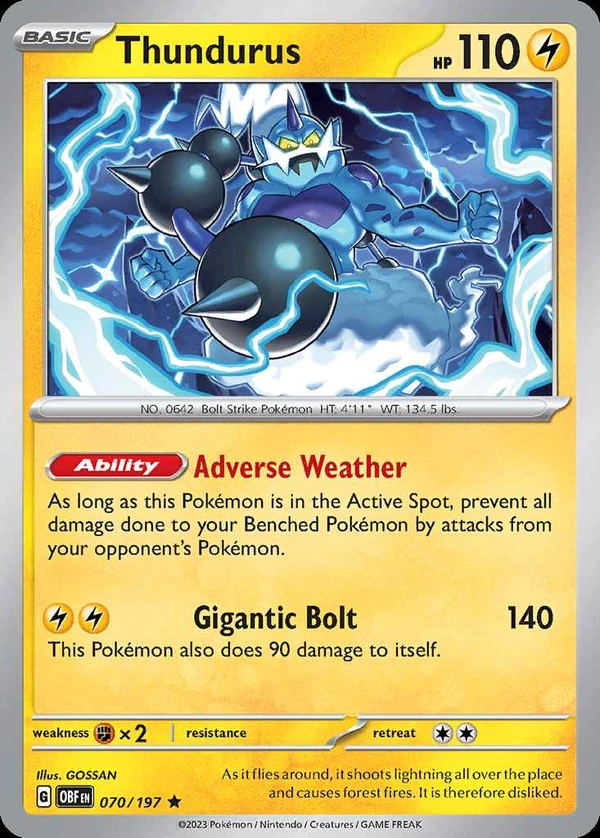 BASIC
Thundurus
HP 110
NO. 0642 Bolt Strike Pokémon HT: 4'11" WT: 134.5 lbs.
Ability Adverse Weather
As long as this Pokémon is in the Active Spot, prevent all
damage done to your Benched Pokémon by attacks from
your opponent's Pokémon.
Gigantic Bolt 140
This Pokémon also does 90 damage to itself.
weakness ×2 resistance retreat
Illus. GOSSAN
As it flies around, it shoots lightning all over the place
and causes forest fires. It is therefore disliked.
G OBF EN 070/197 ★
©2023 Pokémon / Nintendo / Creatures / GAME FREAK